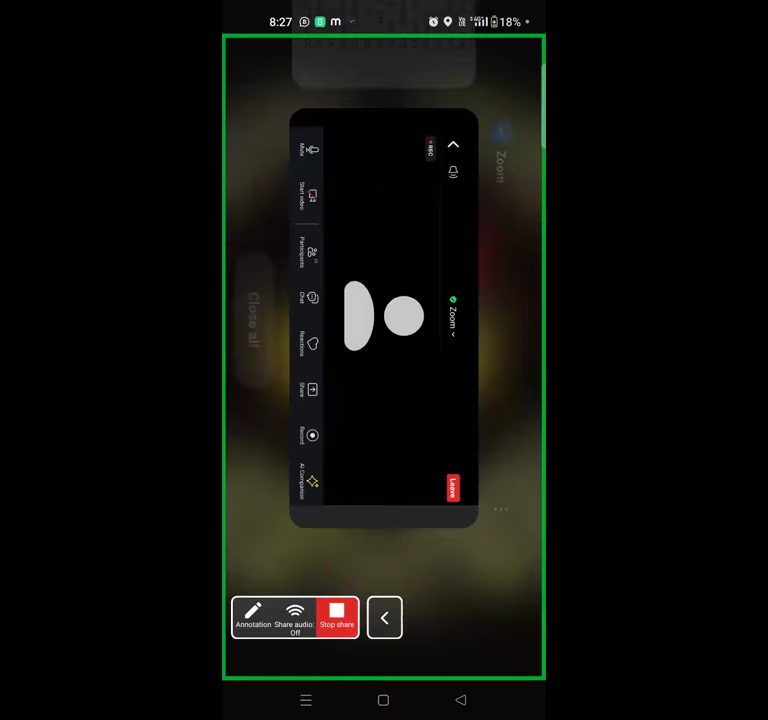 8:27
18%
Zoom
REC
Zoom
Leave
Mute
Start video
Participants
Chat
Reactions
Share
Record
AI Companion
Close all
Annotation
Share audio: Off
Stop share